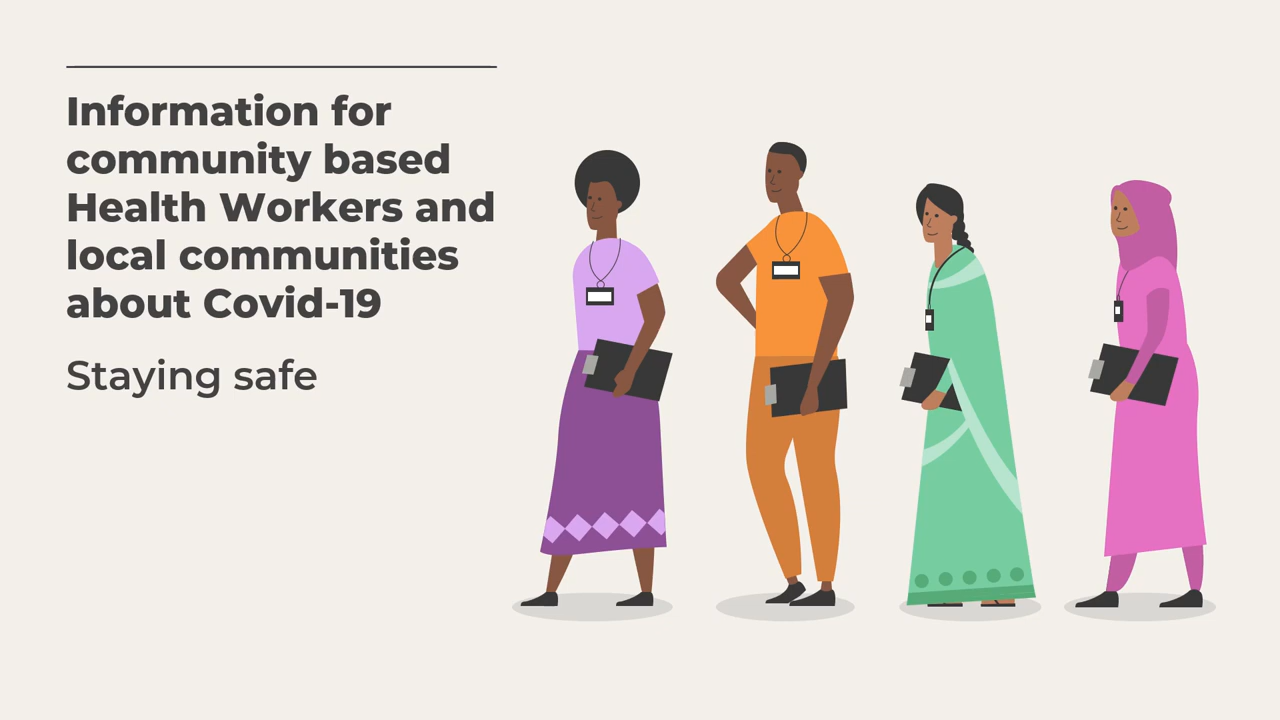 Information for
community based
Health Workers and
local communities
about Covid-19
Staying safe